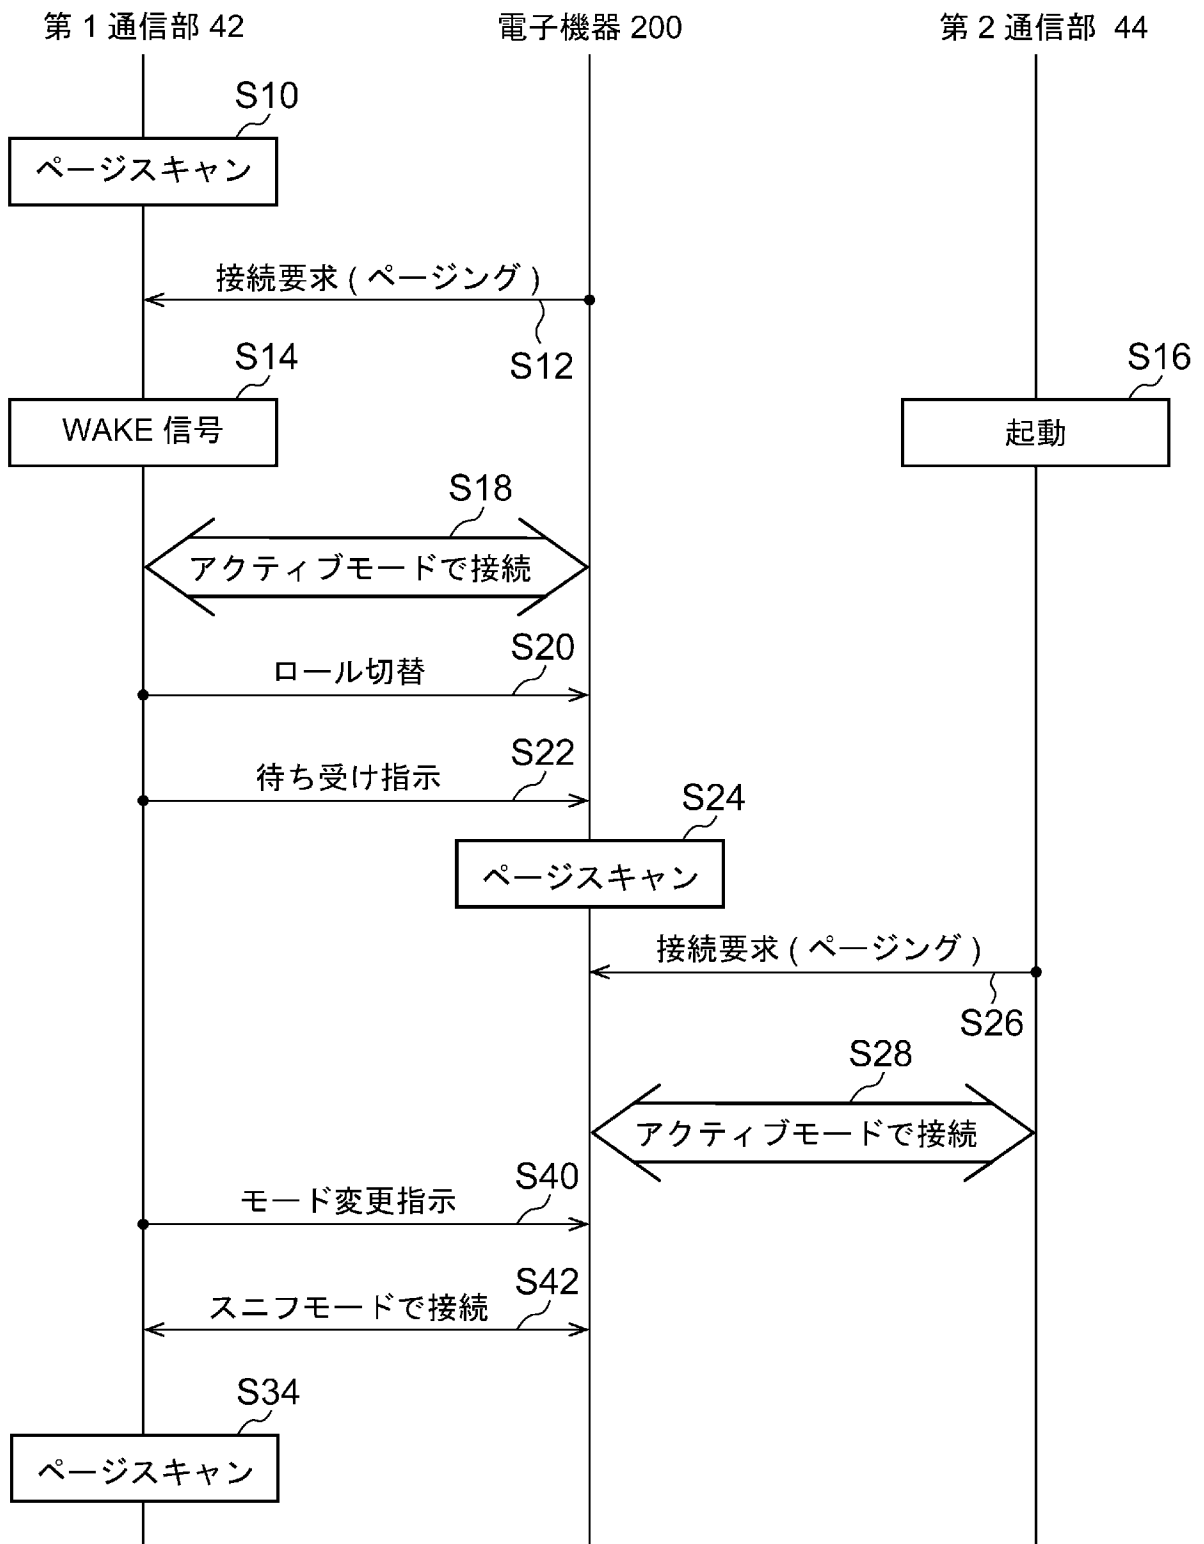 第1通信部 42
電子機器 200
第2通信部 44
S10
ページスキャン
接続要求 ( ページング )
S12
S14
WAKE 信号
S16
起動
S18
アクティブモードで接続
S20
ロール切替
S22
待ち受け指示
S24
ページスキャン
接続要求 ( ページング )
S26
S28
アクティブモードで接続
S40
モード変更指示
S42
スニフモードで接続
S34
ページスキャン